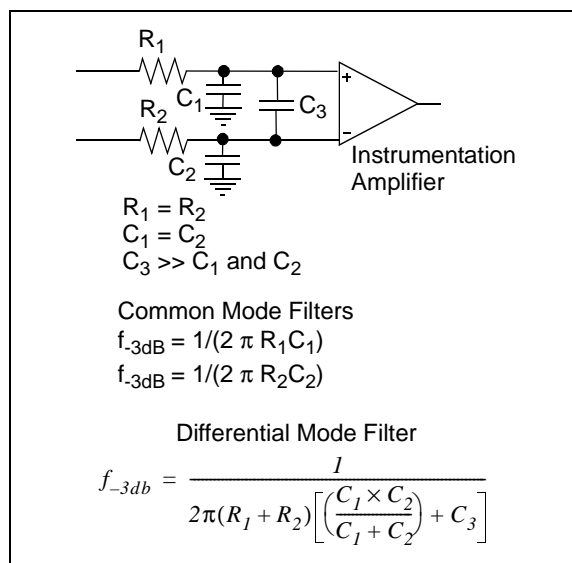 R₁
C₁
R₂
C₃
C₂
+
−
Instrumentation
Amplifier
R₁ = R₂
C₁ = C₂
C₃ >> C₁ and C₂
Common Mode Filters
f₋₃dB = 1/(2 π R₁C₁)
f₋₃dB = 1/(2 π R₂C₂)
Differential Mode Filter
f₋₃db = 1 / 2π(R₁ + R₂)[(C₁ × C₂ / C₁ + C₂) + C₃]